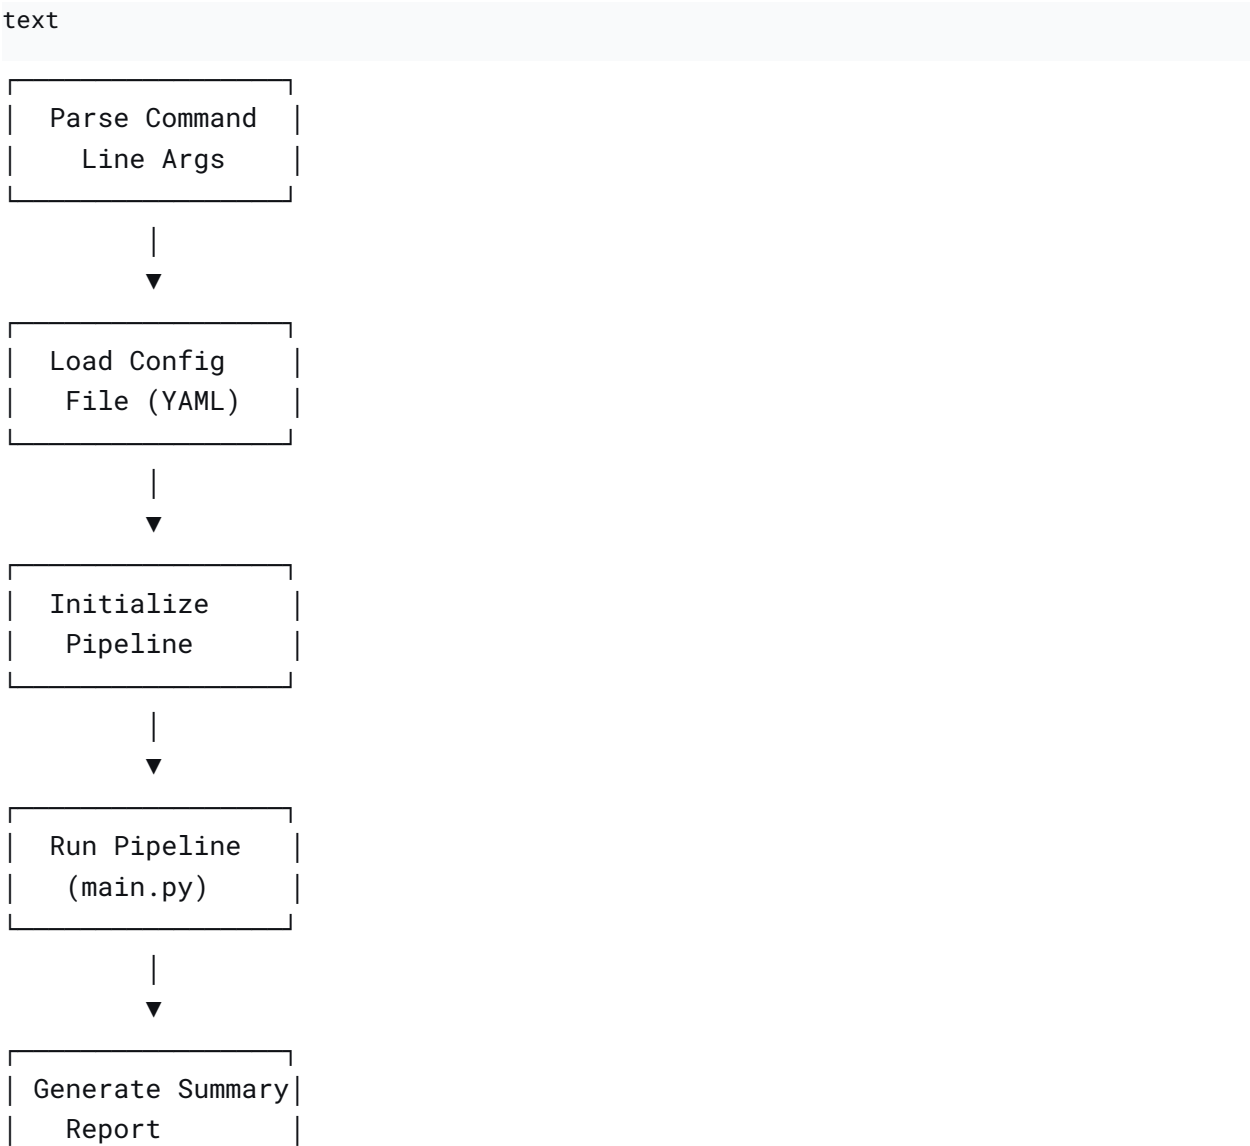 text
Parse Command
Line Args
▼
Load Config
File (YAML)
▼
Initialize
Pipeline
▼
Run Pipeline
(main.py)
▼
Generate Summary
Report